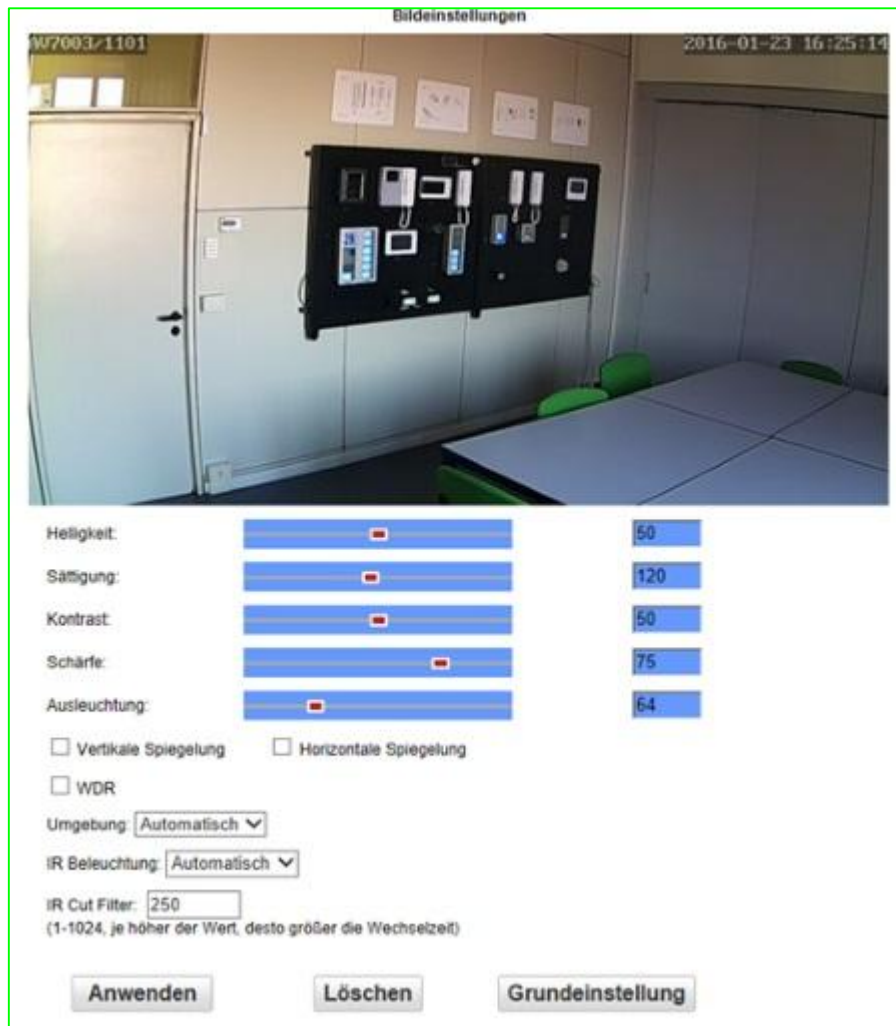 Bildeinstellungen
AV7003/1101 2016-01-23 16:25:14
Helligkeit: 50
Sättigung: 120
Kontrast: 50
Schärfe: 75
Ausleuchtung: 64
Vertikale Spiegelung Horizontale Spiegelung
WDR
Umgebung: Automatisch
IR Beleuchtung: Automatisch
IR Cut Filter: 250
(1-1024, je höher der Wert, desto größer die Wechselzeit)
Anwenden Löschen Grundeinstellung